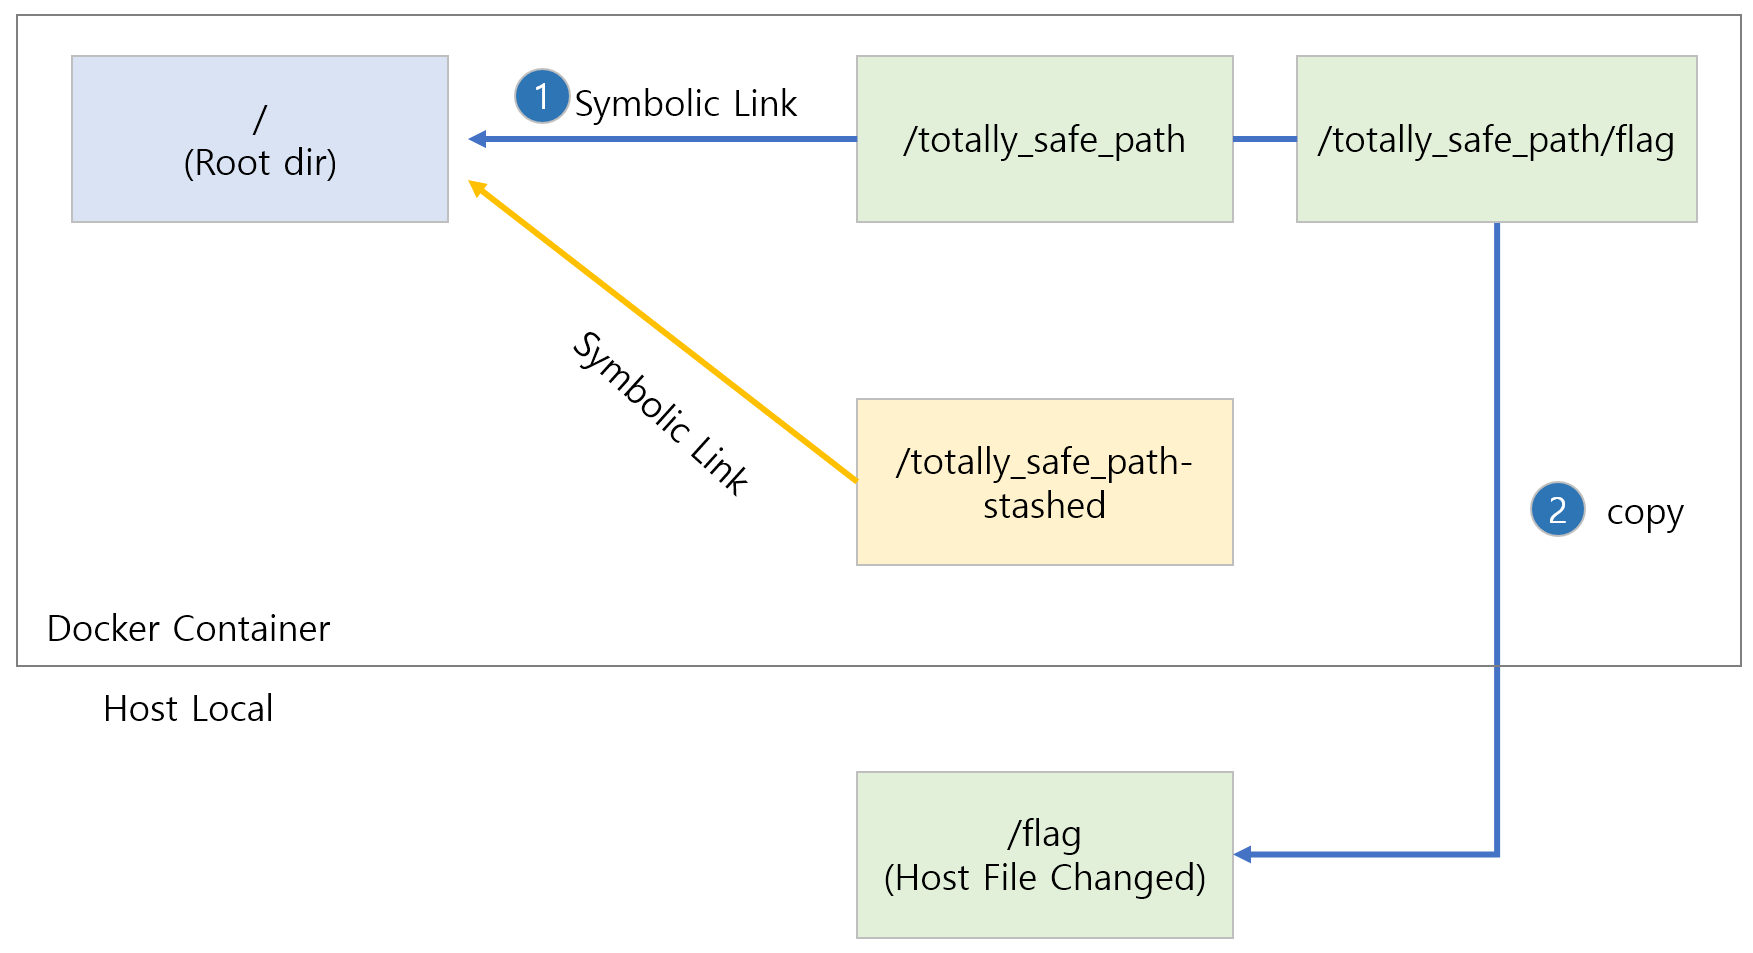 /
(Root dir)
1
Symbolic Link
/totally_safe_path
/totally_safe_path/flag
Symbolic Link
/totally_safe_path-
stashed
2
copy
Docker Container
Host Local
/flag
(Host File Changed)